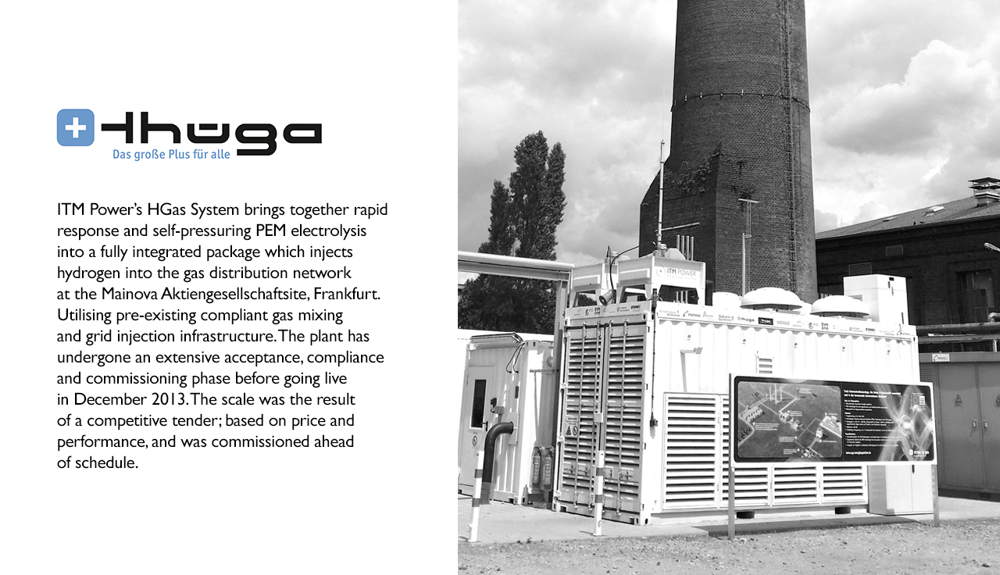 thüga
Das große Plus für alle
ITM Power’s HGas System brings together rapid
response and self-pressuring PEM electrolysis
into a fully integrated package which injects
hydrogen into the gas distribution network
at the Mainova Aktiengesellschaftsite, Frankfurt.
Utilising pre-existing compliant gas mixing
and grid injection infrastructure.The plant has
undergone an extensive acceptance, compliance
and commissioning phase before going live
in December 2013.The scale was the result
of a competitive tender; based on price and
performance, and was commissioned ahead
of schedule.
ITM POWER